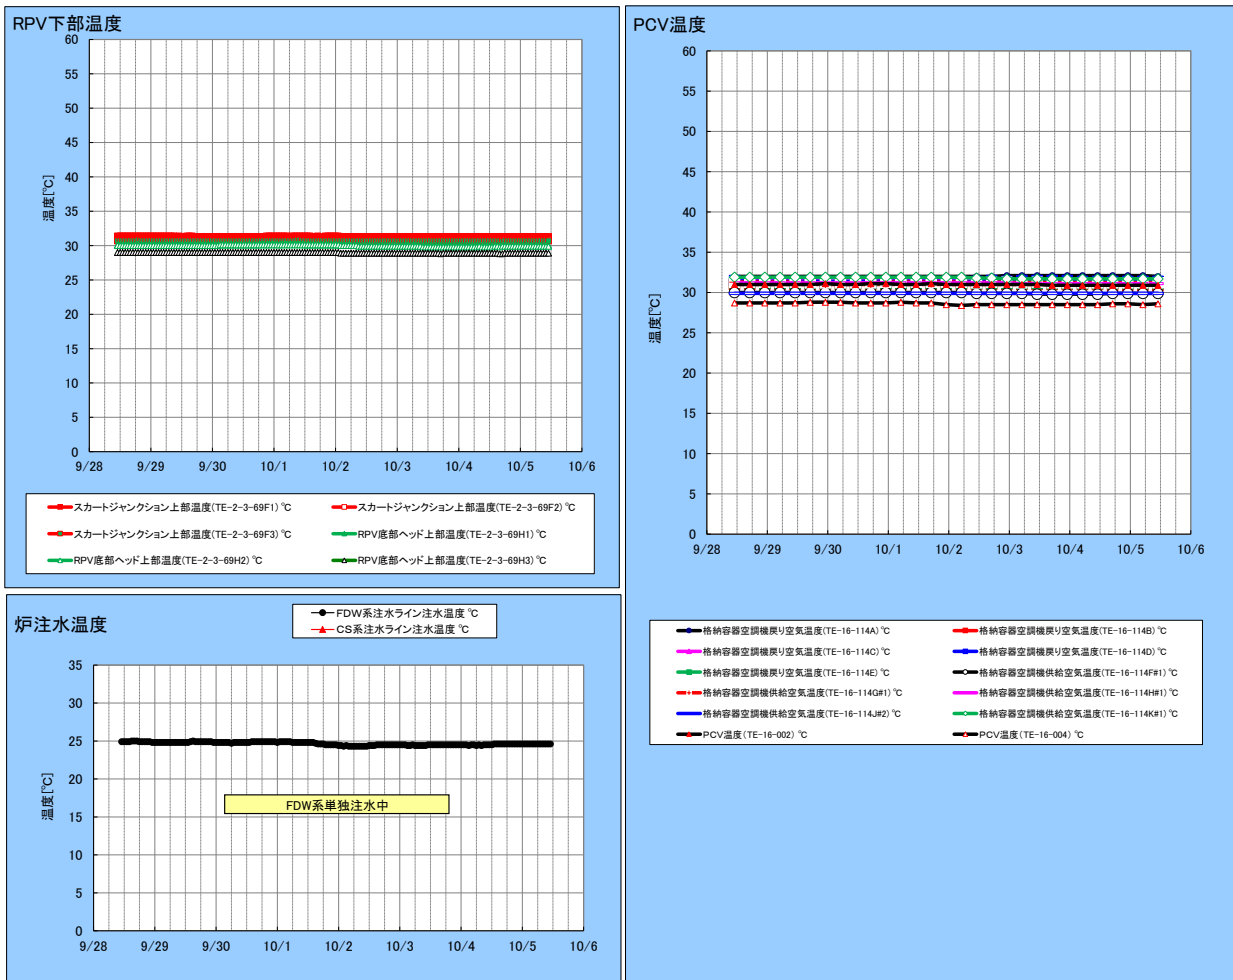 RPV下部温度
60
55
50
45
40
35
30
25
20
15
10
5
0
温度[℃]
9/28
9/29
9/30
10/1
10/2
10/3
10/4
10/5
10/6
スカートジャンクション上部温度(TE-2-3-69F1)℃
スカートジャンクション上部温度(TE-2-3-69F2)℃
スカートジャンクション上部温度(TE-2-3-69F3)℃
RPV底部ヘッド上部温度(TE-2-3-69H1)℃
RPV底部ヘッド上部温度(TE-2-3-69H2)℃
RPV底部ヘッド上部温度(TE-2-3-69H3)℃
炉注水温度
FDW系注水ライン注水温度 ℃
CS系注水ライン注水温度 ℃
35
30
25
20
15
10
5
0
温度[℃]
FDW系単独注水中
9/28
9/29
9/30
10/1
10/2
10/3
10/4
10/5
10/6
PCV温度
60
55
50
45
40
35
30
25
20
15
10
5
0
温度[℃]
9/28
9/29
9/30
10/1
10/2
10/3
10/4
10/5
10/6
格納容器空調機戻り空気温度(TE-16-114A)℃
格納容器空調機戻り空気温度(TE-16-114B)℃
格納容器空調機戻り空気温度(TE-16-114C)℃
格納容器空調機戻り空気温度(TE-16-114D)℃
格納容器空調機戻り空気温度(TE-16-114E)℃
格納容器空調機供給空気温度(TE-16-114F#1)℃
格納容器空調機供給空気温度(TE-16-114G#1)℃
格納容器空調機供給空気温度(TE-16-114H#1)℃
格納容器空調機供給空気温度(TE-16-114J#2)℃
格納容器空調機供給空気温度(TE-16-114K#1)℃
PCV温度(TE-16-002)℃
PCV温度(TE-16-004)℃